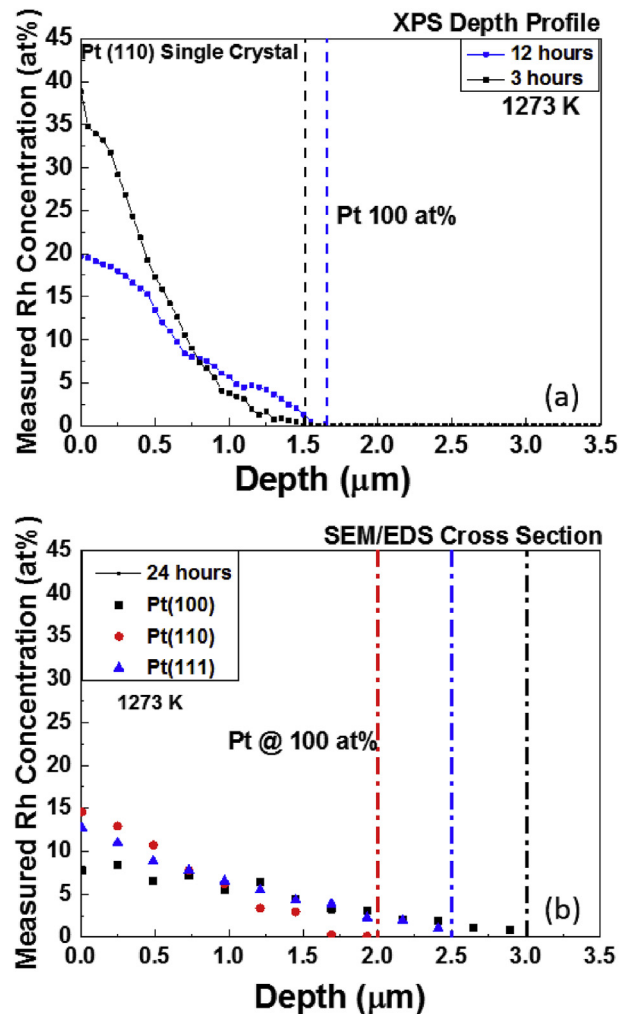 XPS Depth Profile
Pt (110) Single Crystal
12 hours
3 hours
1273 K
Pt 100 at%
(a)
Measured Rh Concentration (at%)
45
40
35
30
25
20
15
10
5
0
0.0 0.5 1.0 1.5 2.0 2.5 3.0 3.5
Depth (μm)
SEM/EDS Cross Section
24 hours
Pt(100)
Pt(110)
Pt(111)
1273 K
Pt @ 100 at%
(b)
Measured Rh Concentration (at%)
45
40
35
30
25
20
15
10
5
0
0.0 0.5 1.0 1.5 2.0 2.5 3.0 3.5
Depth (μm)